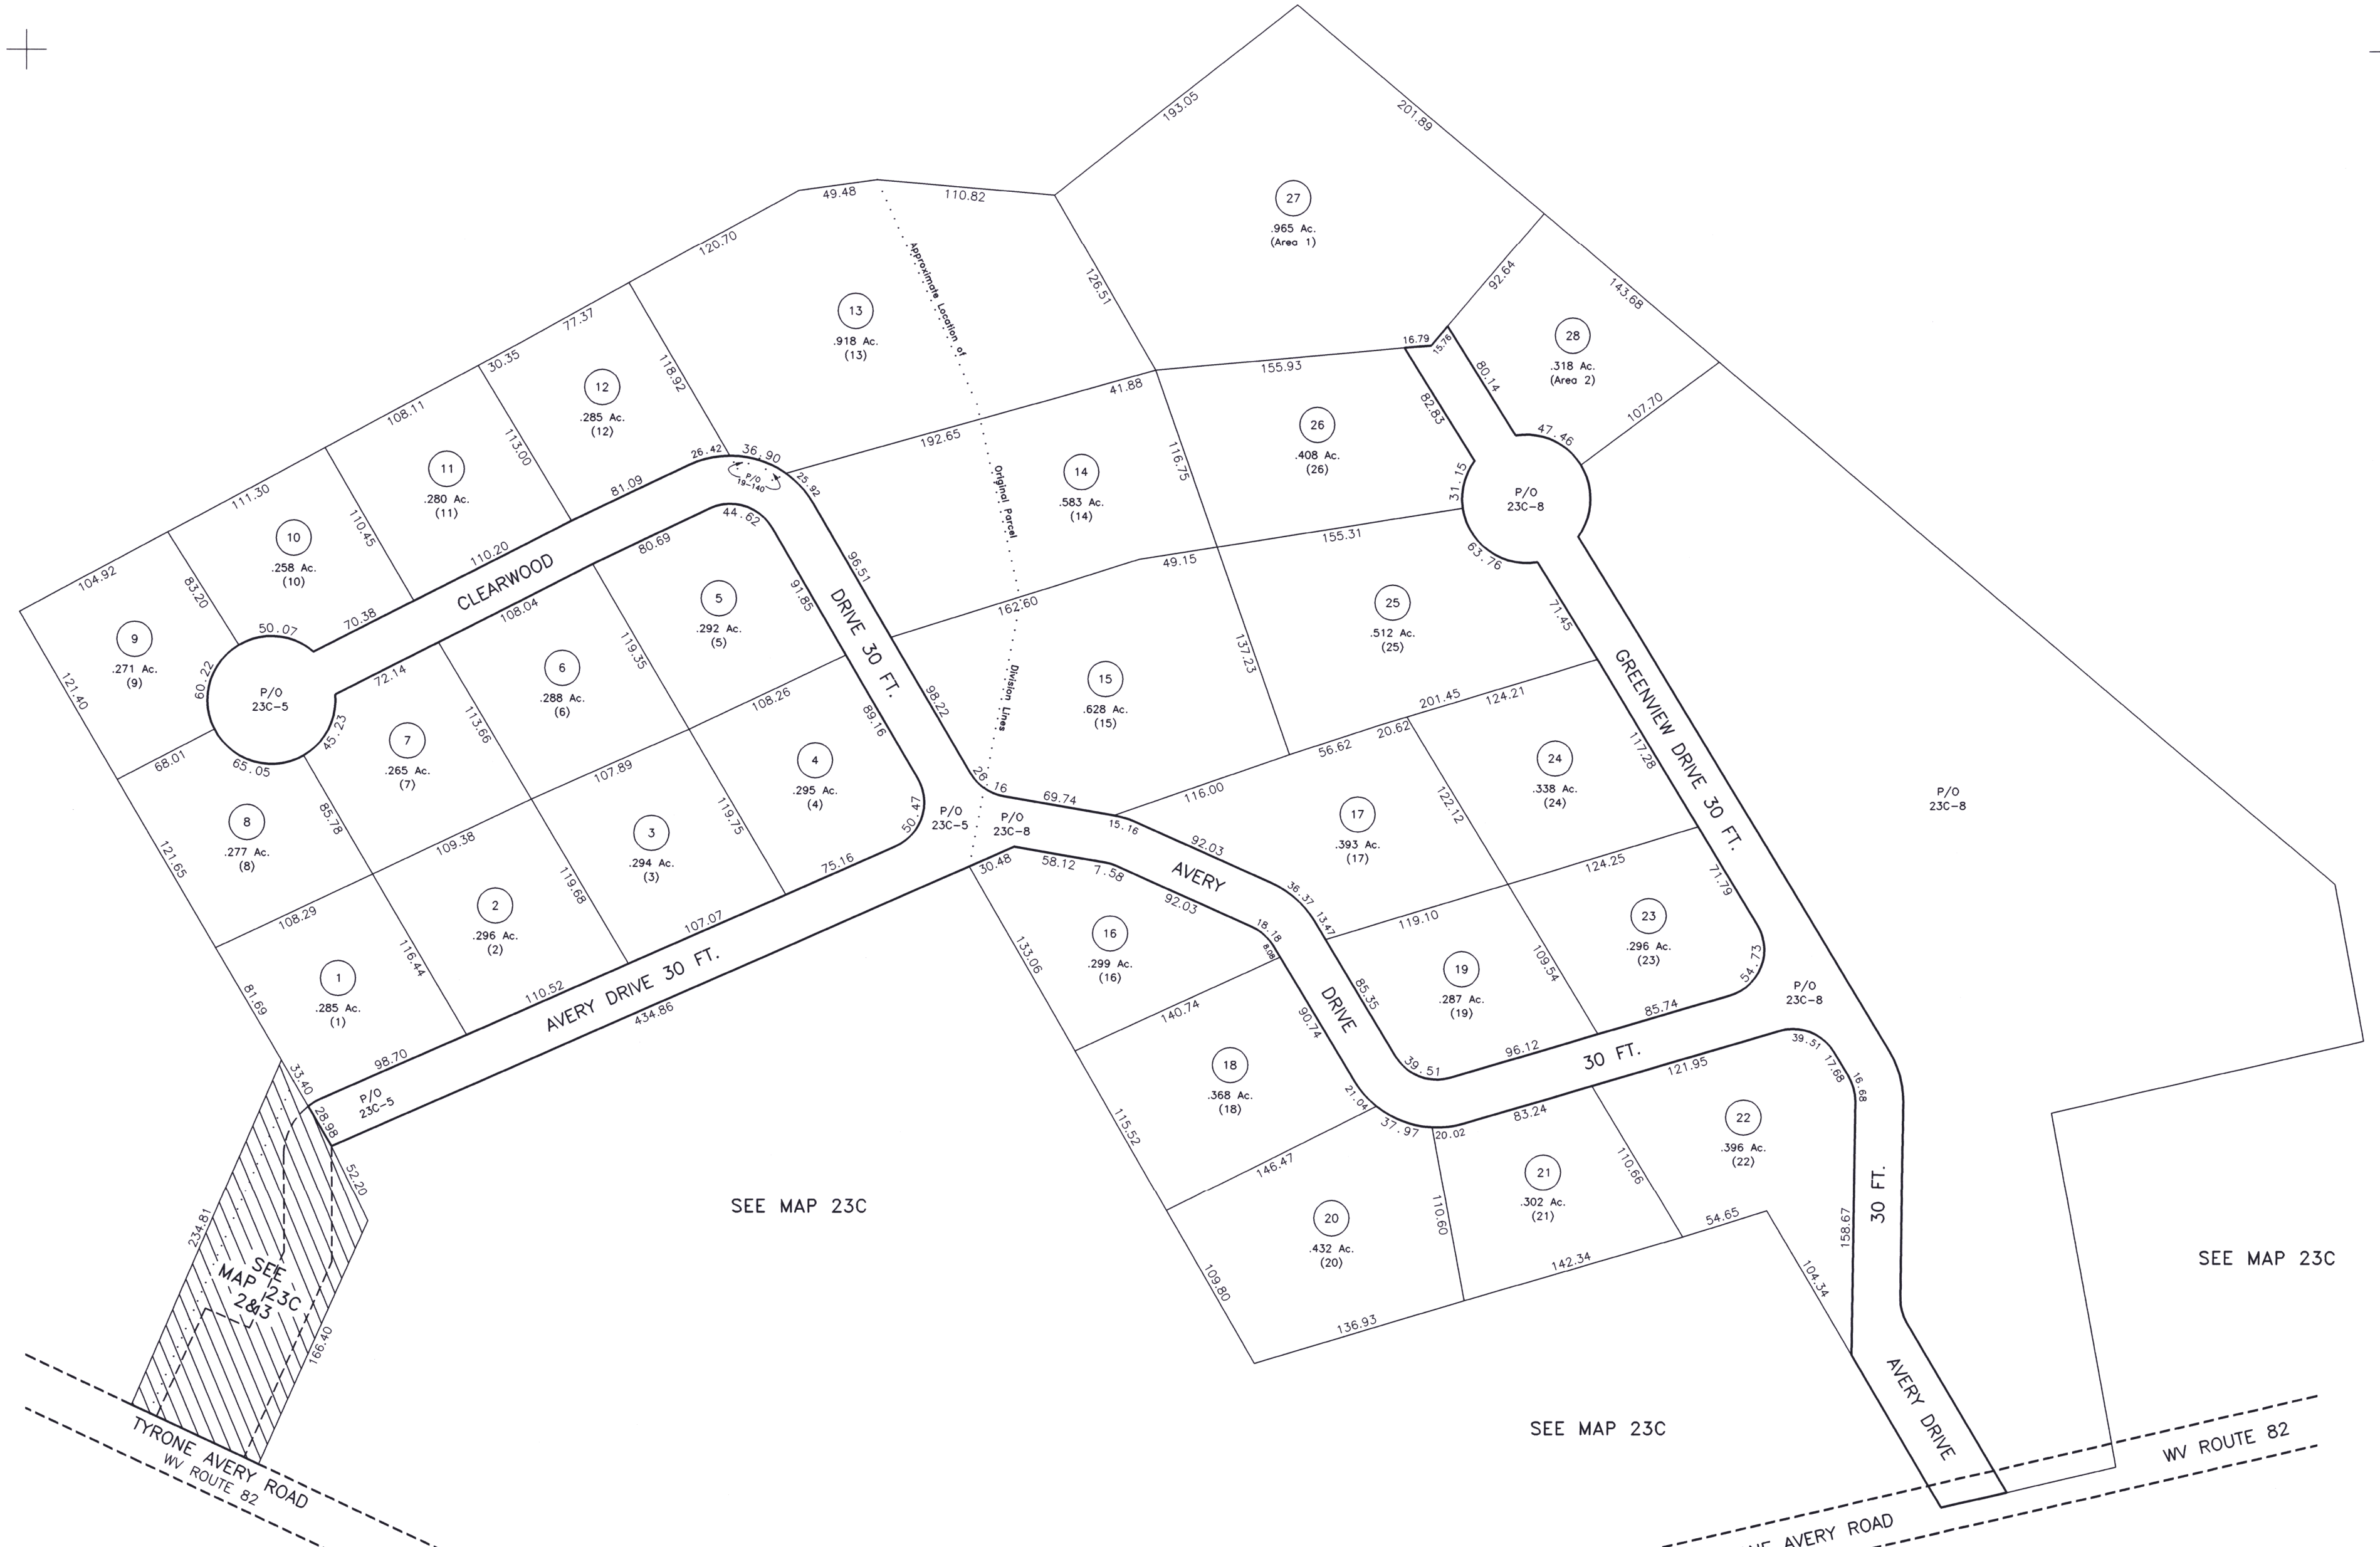 193.05
201.89
49.48
110.82
27
.965 Ac.
(Area 1)
120.70
126.51
92.64
143.68
Approximate Location of
13
.918 Ac.
(13)
77.37
30.35
118.92
16.79
15.76
28
.318 Ac.
(Area 2)
80.14
155.93
41.88
82.83
107.70
12
.285 Ac.
(12)
108.11
113.00
192.65
26
.408 Ac.
(26)
47.46
116.75
26.42
36.90
25.92
P/O
19-140
11
.280 Ac.
(11)
81.09
111.30
110.45
44.62
14
.583 Ac.
(14)
Original Parcel
31.15
P/O
23C-8
63.76
155.31
49.15
10
.258 Ac.
(10)
110.20
80.69
96.51
104.92
83.20
CLEARWOOD
108.04
91.85
DRIVE 30 FT.
162.60
25
.512 Ac.
(25)
71.45
50.07
70.38
5
.292 Ac.
(5)
9
.271 Ac.
(9)
60.22
P/O
23C-5
72.14
119.35
137.23
121.40
6
.288 Ac.
(6)
108.26
98.22
Division Lines
15
.628 Ac.
(15)
201.45
124.21
GREENVIEW DRIVE 30 FT.
45.23
113.66
89.16
56.62
20.62
117.28
68.01
65.05
7
.265 Ac.
(7)
107.89
4
.295 Ac.
(4)
28.16
69.74
116.00
24
.338 Ac.
(24)
8
.277 Ac.
(8)
85.78
119.75
50.47
P/O
23C-5
P/O
23C-8
15.16
122.12
P/O
23C-8
3
.294 Ac.
(3)
109.38
92.03
17
.393 Ac.
(17)
121.65
75.16
30.48
58.12
7.58
AVERY
124.25
71.79
108.29
2
.296 Ac.
(2)
119.68
107.07
92.03
36.37
13.47
119.10
23
.296 Ac.
(23)
18.18
8.08
16
.299 Ac.
(16)
116.44
133.06
109.54
54.73
1
.285 Ac.
(1)
81.69
110.52
AVERY DRIVE 30 FT.
434.86
140.74
90.74
DRIVE
85.35
19
.287 Ac.
(19)
85.74
P/O
23C-8
98.70
33.40
28.98
P/O
23C-5
18
.368 Ac.
(18)
39.51
96.12
30 FT.
121.95
39.51
17.68
16.68
21.04
37.97
20.02
83.24
115.52
22
.396 Ac.
(22)
52.20
146.47
110.66
21
.302 Ac.
(21)
30 FT.
234.81
SEE MAP 23C
20
.432 Ac.
(20)
110.60
54.65
158.67
SEE
MAP 23C
2&3
109.80
142.34
104.34
SEE MAP 23C
166.40
136.93
AVERY DRIVE
TYRONE AVERY ROAD
WV ROUTE 82
SEE MAP 23C
WV ROUTE 82
AVERY ROAD